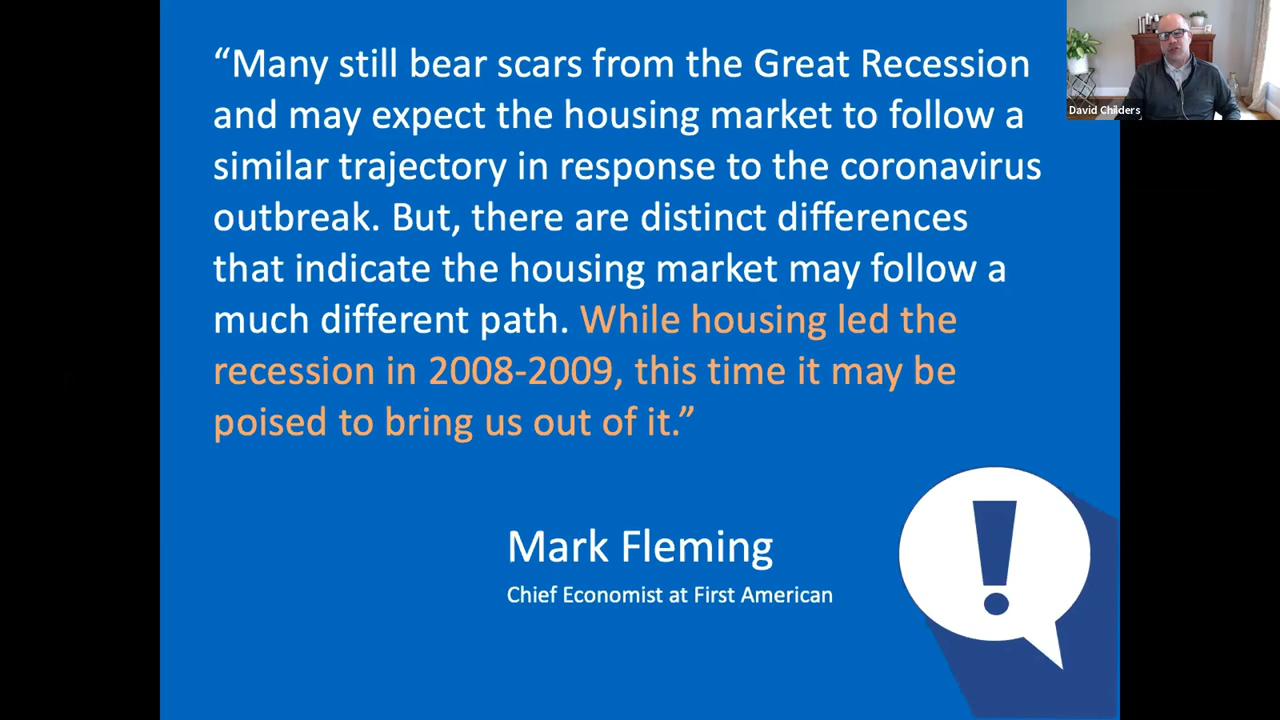 “Many still bear scars from the Great Recession
and may expect the housing market to follow a
similar trajectory in response to the coronavirus
outbreak. But, there are distinct differences
that indicate the housing market may follow a
much different path. While housing led the
recession in 2008-2009, this time it may be
poised to bring us out of it.”
Mark Fleming
Chief Economist at First American
!
David Childers